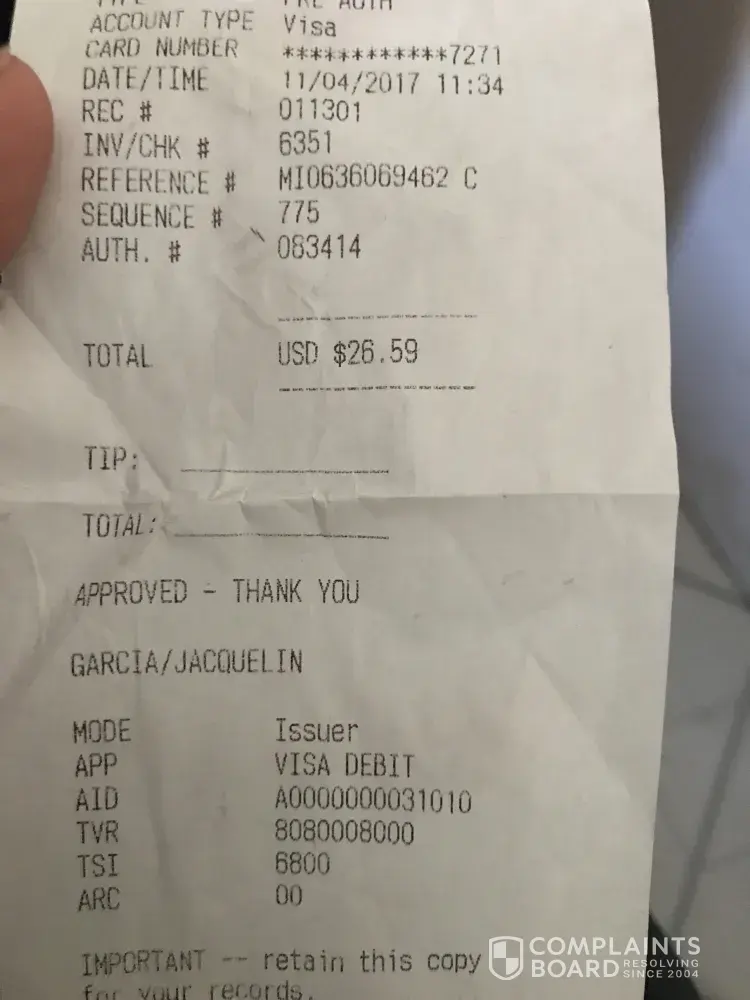 TYPE PRE AUTH
ACCOUNT TYPE Visa
CARD NUMBER ************7271
DATE/TIME 11/04/2017 11:34
REC # 011301
INV/CHK # 6351
REFERENCE # MI0636069462 C
SEQUENCE # 775
AUTH. # 083414
TOTAL USD $26.59
TIP:
TOTAL:
APPROVED - THANK YOU
GARCIA/JACQUELIN
MODE Issuer
APP VISA DEBIT
AID A0000000031010
TVR 8080008000
TSI 6800
ARC 00
IMPORTANT -- retain this copy
for your records.
COMPLAINTS
BOARD RESOLVING
SINCE 2004